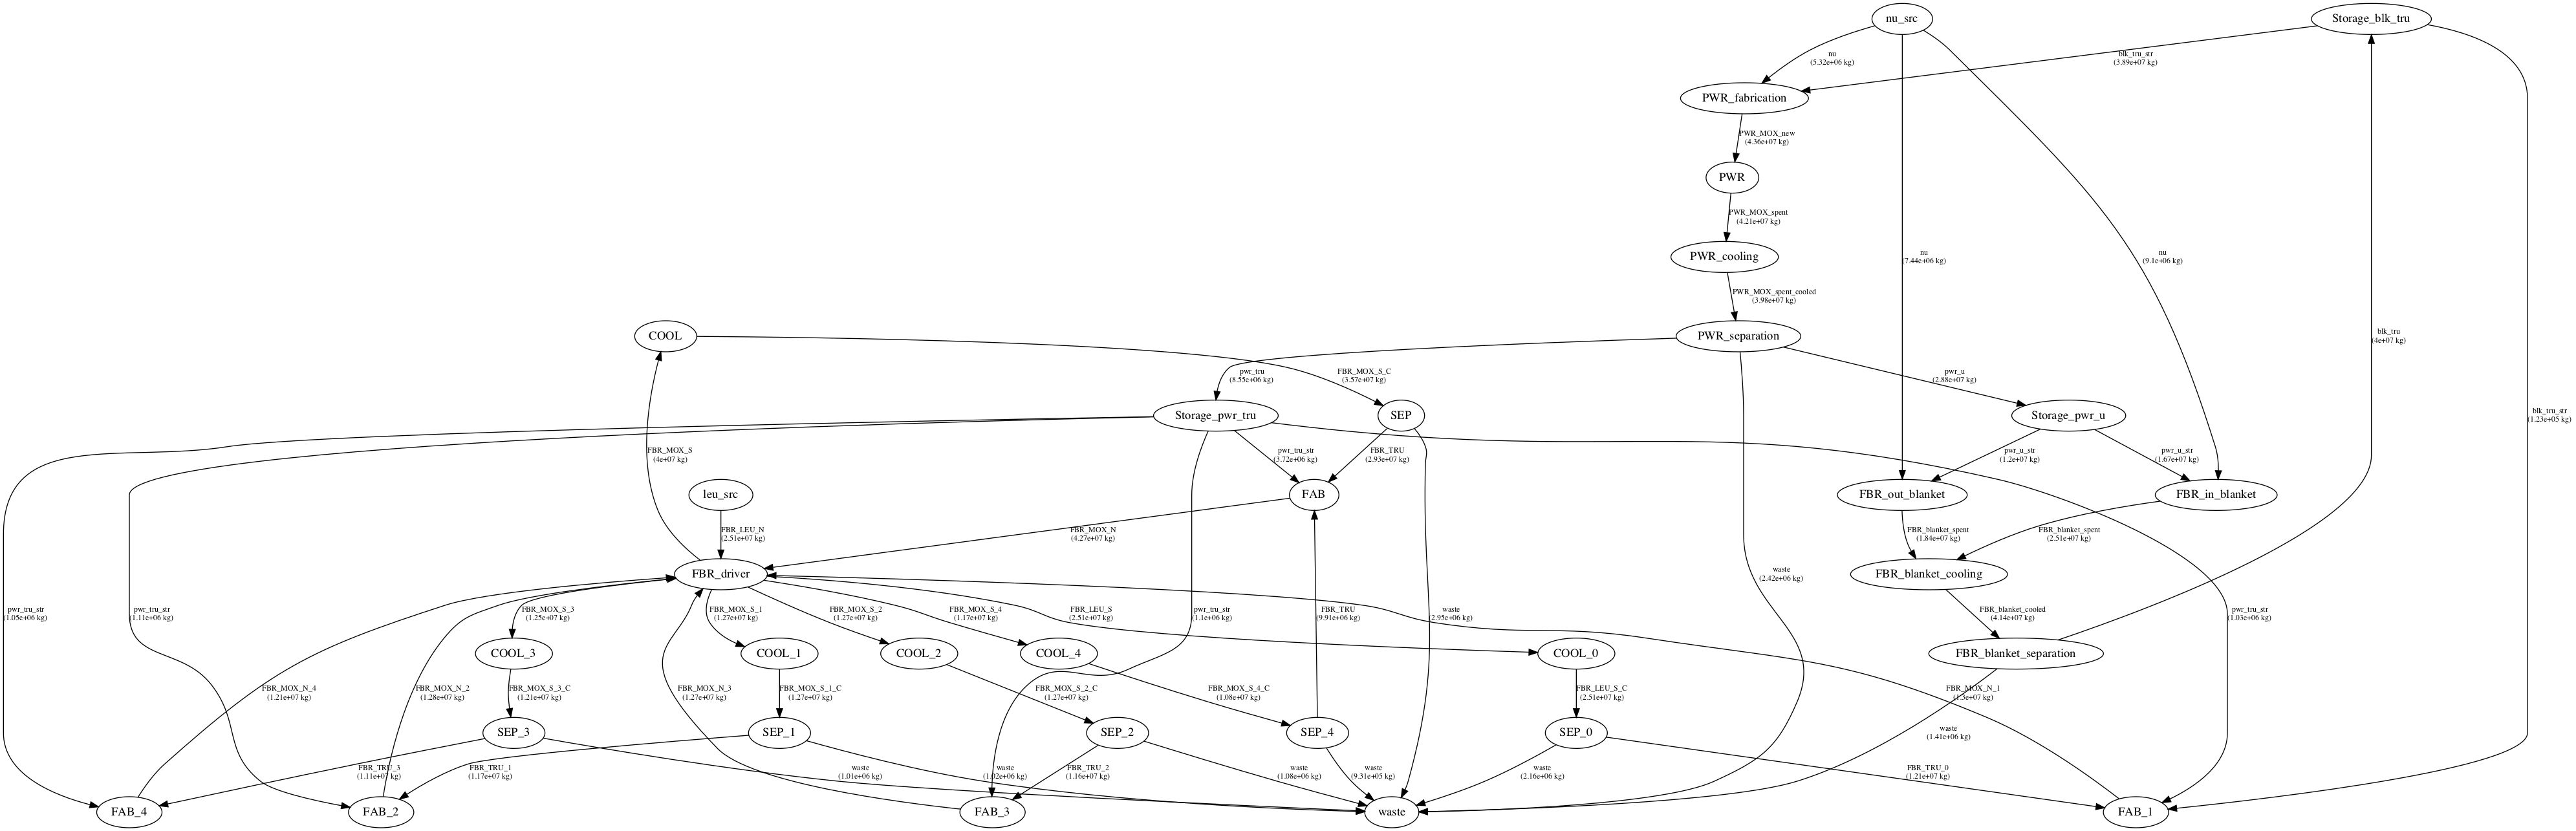 nu_src
Storage_blk_tru
nu
(5.32e+06 kg)
blk_tru_str
(3.89e+07 kg)
PWR_fabrication
PWR_MOX_new
(4.36e+07 kg)
PWR
PWR_MOX_spent
(4.21e+07 kg)
nu
(7.44e+06 kg)
nu
(9.1e+06 kg)
PWR_cooling
PWR_MOX_spent_cooled
(3.98e+07 kg)
COOL
PWR_separation
blk_tru
(4e+07 kg)
pwr_tru
(8.55e+06 kg)
FBR_MOX_S_C
(3.57e+07 kg)
pwr_u
(2.88e+07 kg)
Storage_pwr_tru
SEP
Storage_pwr_u
blk_tru_str
(1.23e+05 kg)
FBR_MOX_S
(4e+07 kg)
pwr_tru_str
(3.72e+06 kg)
FBR_TRU
(2.93e+07 kg)
pwr_u_str
(1.2e+07 kg)
pwr_u_str
(1.67e+07 kg)
leu_src
FAB
FBR_out_blanket
FBR_in_blanket
FBR_LEU_N
(2.51e+07 kg)
FBR_MOX_N
(4.27e+07 kg)
FBR_blanket_spent
(1.84e+07 kg)
FBR_blanket_spent
(2.51e+07 kg)
FBR_driver
waste
(2.42e+06 kg)
FBR_blanket_cooling
pwr_tru_str
(1.05e+06 kg)
pwr_tru_str
(1.11e+06 kg)
FBR_MOX_S_3
(1.25e+07 kg)
FBR_MOX_S_1
(1.27e+07 kg)
FBR_MOX_S_2
(1.27e+07 kg)
FBR_MOX_S_4
(1.17e+07 kg)
FBR_LEU_S
(2.51e+07 kg)
pwr_tru_str
(1.1e+06 kg)
FBR_TRU
(9.91e+06 kg)
waste
(2.95e+06 kg)
FBR_blanket_cooled
(4.14e+07 kg)
pwr_tru_str
(1.03e+06 kg)
COOL_3
COOL_1
COOL_2
COOL_4
COOL_0
FBR_blanket_separation
FBR_MOX_N_4
(1.21e+07 kg)
FBR_MOX_N_2
(1.28e+07 kg)
FBR_MOX_S_3_C
(1.21e+07 kg)
FBR_MOX_N_3
(1.27e+07 kg)
FBR_MOX_S_1_C
(1.27e+07 kg)
FBR_MOX_S_2_C
(1.27e+07 kg)
FBR_MOX_S_4_C
(1.08e+07 kg)
FBR_LEU_S_C
(2.51e+07 kg)
FBR_MOX_N_1
(1.3e+07 kg)
SEP_3
SEP_1
SEP_2
SEP_4
SEP_0
waste
(1.41e+06 kg)
FBR_TRU_3
(1.11e+07 kg)
FBR_TRU_1
(1.17e+07 kg)
waste
(1.01e+06 kg)
waste
(1.02e+06 kg)
FBR_TRU_2
(1.16e+07 kg)
waste
(1.08e+06 kg)
waste
(9.31e+05 kg)
waste
(2.16e+06 kg)
FBR_TRU_0
(1.21e+07 kg)
FAB_4
FAB_2
FAB_3
waste
FAB_1